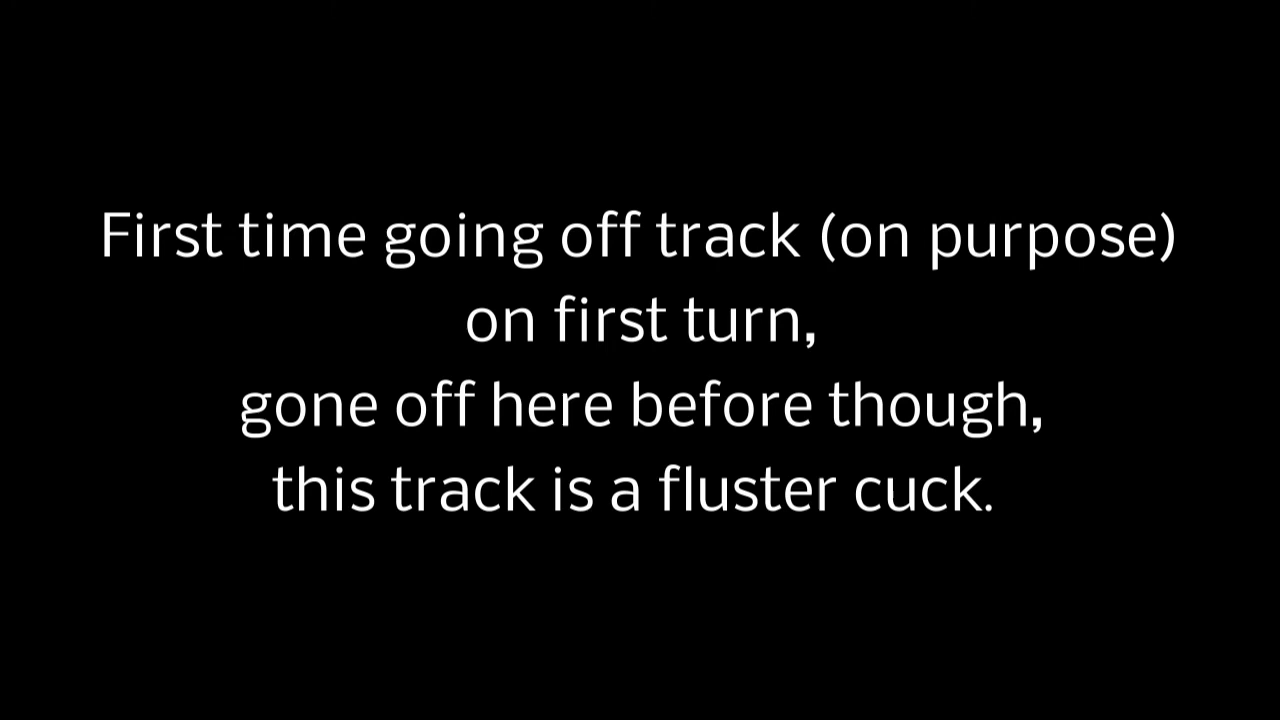 First time going off track (on purpose)
on first turn,
gone off here before though,
this track is a fluster cuck.